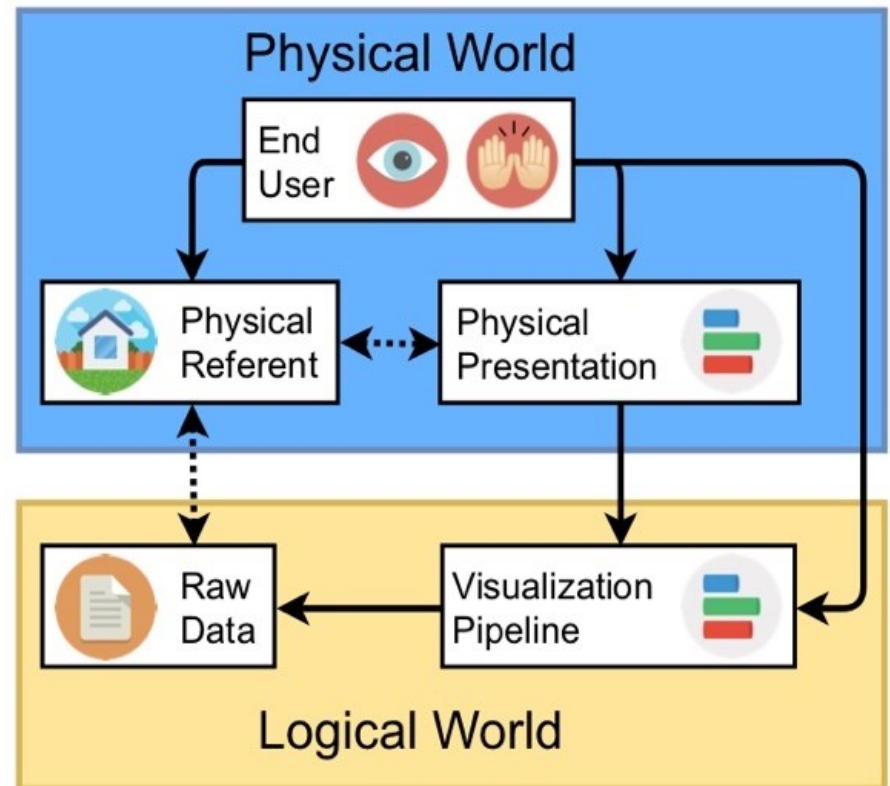 Physical World
End
User
Physical
Referent
Physical
Presentation
Raw
Data
Visualization
Pipeline
Logical World